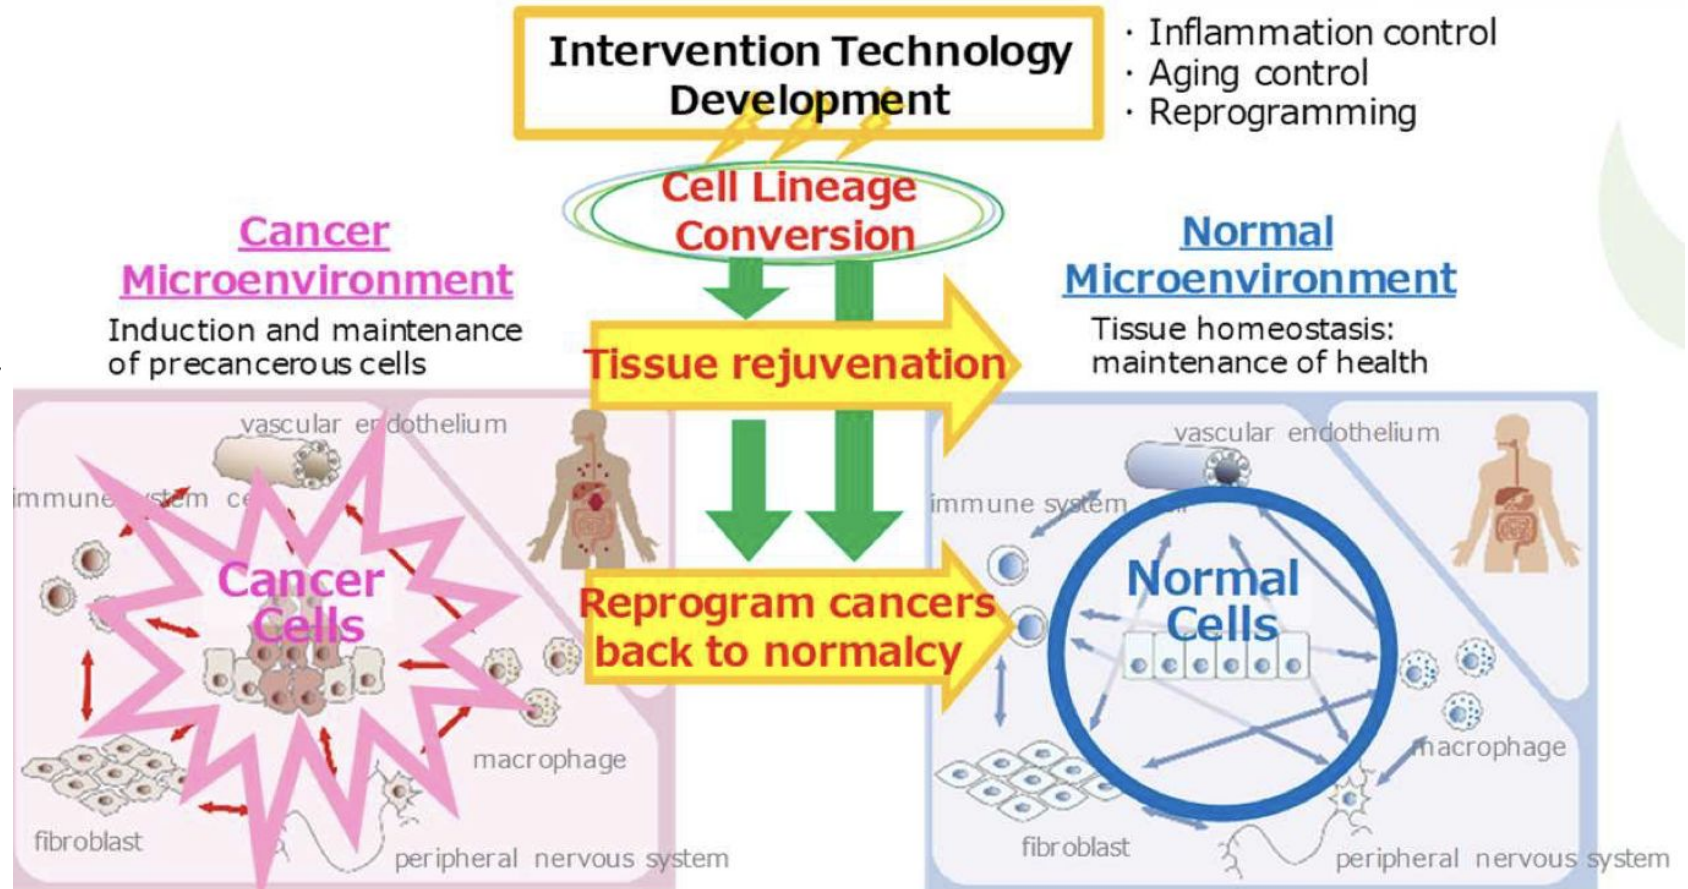 Intervention Technology
Development
· Inflammation control
· Aging control
· Reprogramming
Cell Lineage
Conversion
Cancer
Microenvironment
Induction and maintenance
of precancerous cells
Normal
Microenvironment
Tissue homeostasis:
maintenance of health
Tissue rejuvenation
vascular endothelium
immune system ce
Cancer
Cells
macrophage
fibroblast
peripheral nervous system
Reprogram cancers
back to normalcy
vascular endothelium
immune system
Normal
Cells
macrophage
fibroblast
peripheral nervous system